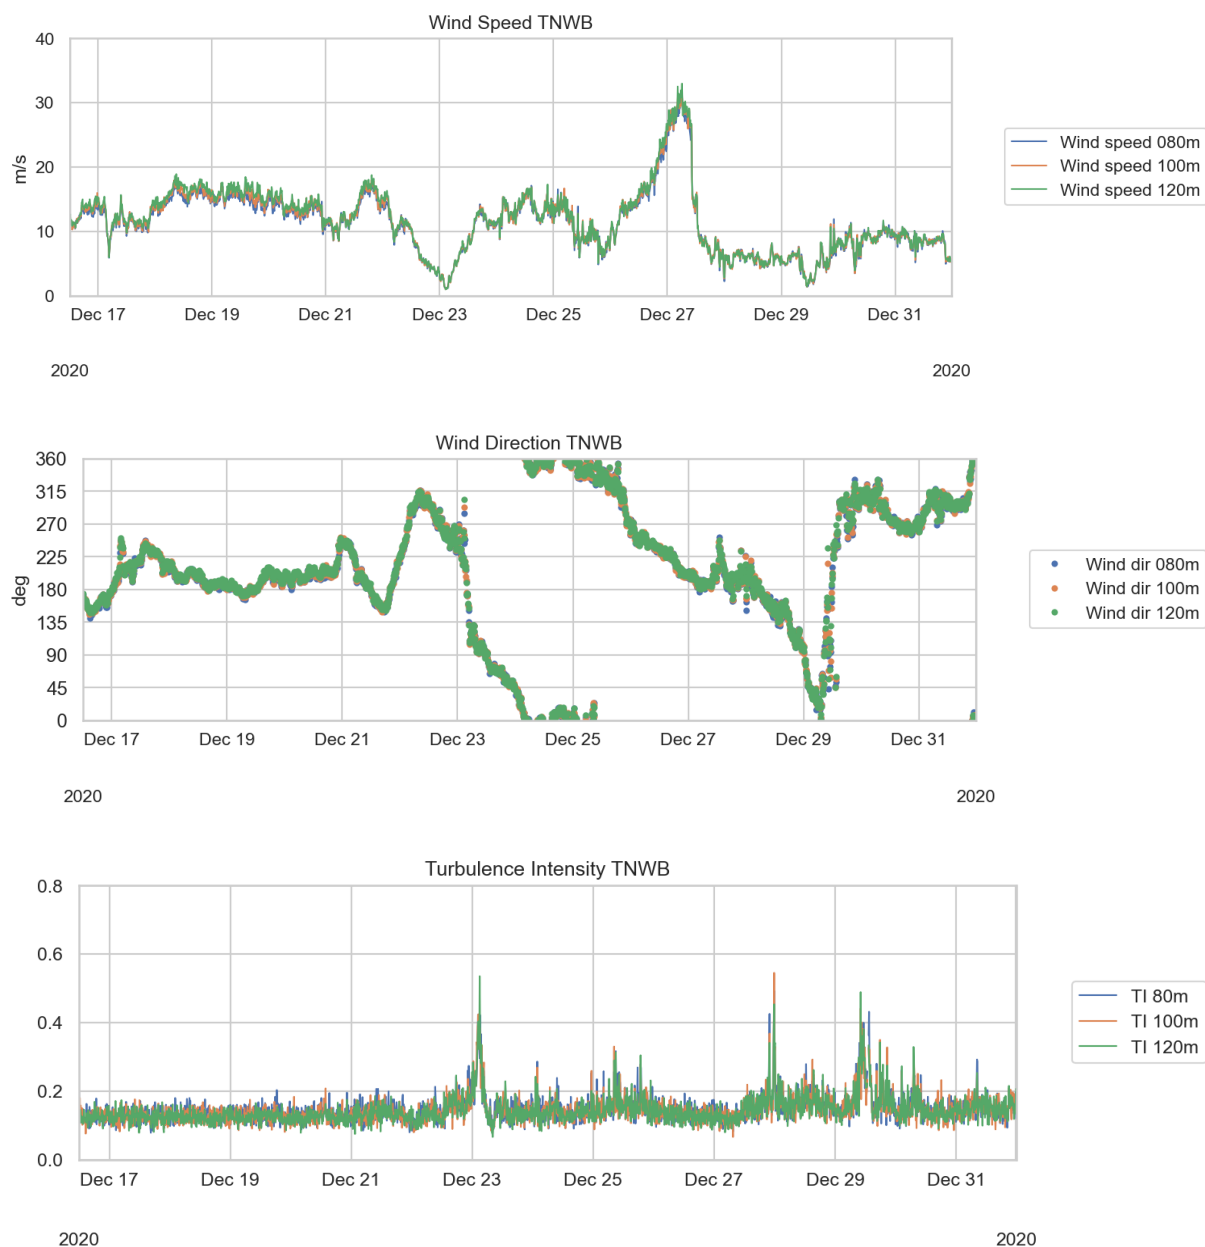 Wind Speed TNWB
40
30
20
10
0
m/s
Dec 17 Dec 19 Dec 21 Dec 23 Dec 25 Dec 27 Dec 29 Dec 31
2020 2020
Wind speed 080m
Wind speed 100m
Wind speed 120m
Wind Direction TNWB
360
315
270
225
180
135
90
45
0
deg
Dec 17 Dec 19 Dec 21 Dec 23 Dec 25 Dec 27 Dec 29 Dec 31
2020 2020
Wind dir 080m
Wind dir 100m
Wind dir 120m
Turbulence Intensity TNWB
0.8
0.6
0.4
0.2
0.0
Dec 17 Dec 19 Dec 21 Dec 23 Dec 25 Dec 27 Dec 29 Dec 31
2020 2020
TI 80m
TI 100m
TI 120m